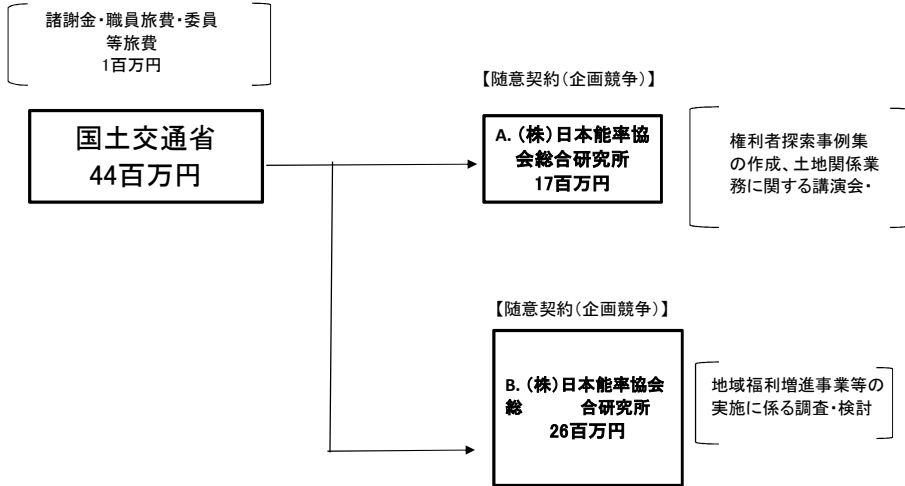 諸謝金・職員旅費・委員
等旅費
1百万円
国土交通省
44百万円
【随意契約(企画競争)】
A. (株)日本能率協
会総合研究所
17百万円
権利者探索事例集
の作成、土地関係業
務に関する講演会・
【随意契約(企画競争)】
B. (株)日本能率協会
総　　　合研究所
26百万円
地域福利増進事業等の
実施に係る調査・検討